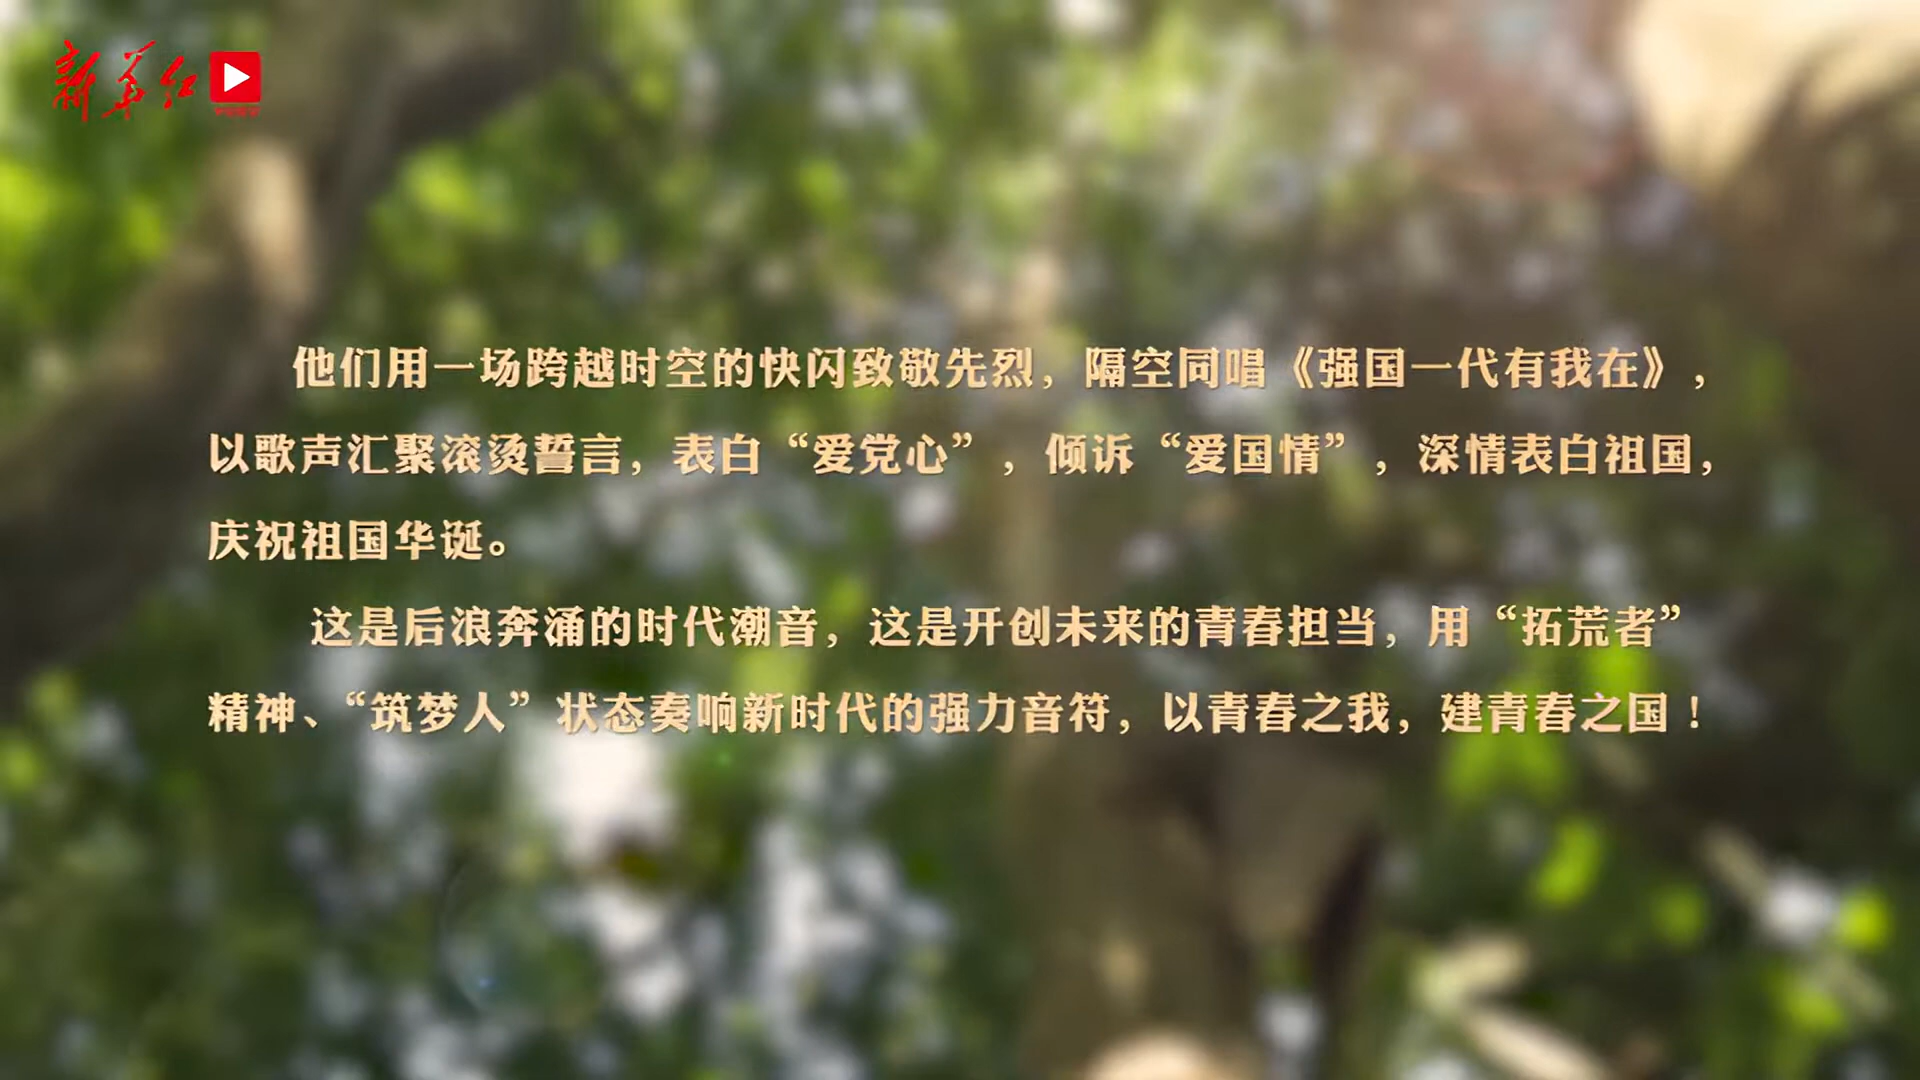 新华红
他们用一场跨越时空的快闪致敬先烈，隔空同唱《强国一代有我在》，
以歌声汇聚滚烫誓言，表白“爱党心”，倾诉“爱国情”，深情表白祖国，
庆祝祖国华诞。
这是后浪奔涌的时代潮音，这是开创未来的青春担当，用“拓荒者”
精神、“筑梦人”状态奏响新时代的强力音符，以青春之我，建青春之国！